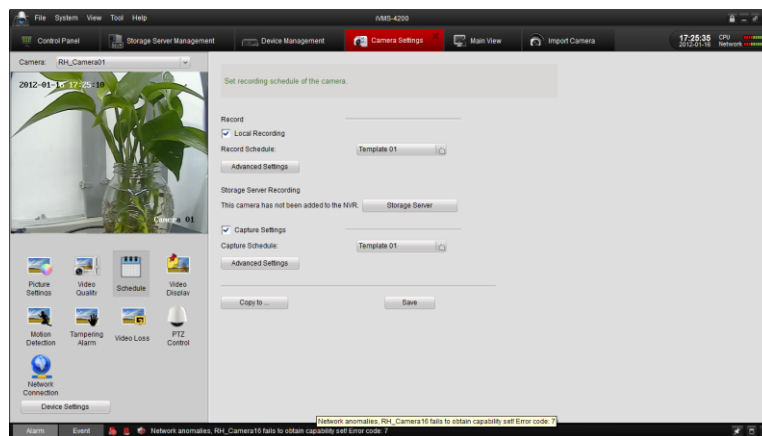 File System View Tool Help
iVMS-4200
Control Panel
Storage Server Management
Device Management
Camera Settings
Main View
Import Camera
17:25:35
2012-01-16
CPU
Network
Camera: RH_Camera01
Camera 01
Set recording schedule of the camera.
Record
Local Recording
Record Schedule: Template 01
Advanced Settings
Storage Server Recording
This camera has not been added to the NVR. Storage Server
Capture Settings
Capture Schedule: Template 01
Advanced Settings
Copy to ... Save
Picture Settings
Video Quality
Schedule
Video Display
Motion Detection
Tampering Alarm
Video Loss
PTZ Control
Network Connection
Device Settings
Network anomalies, RH_Camera16 fails to obtain capability set! Error code: 7
Alarm Event Network anomalies, RH_Camera16 fails to obtain capability set! Error code: 7